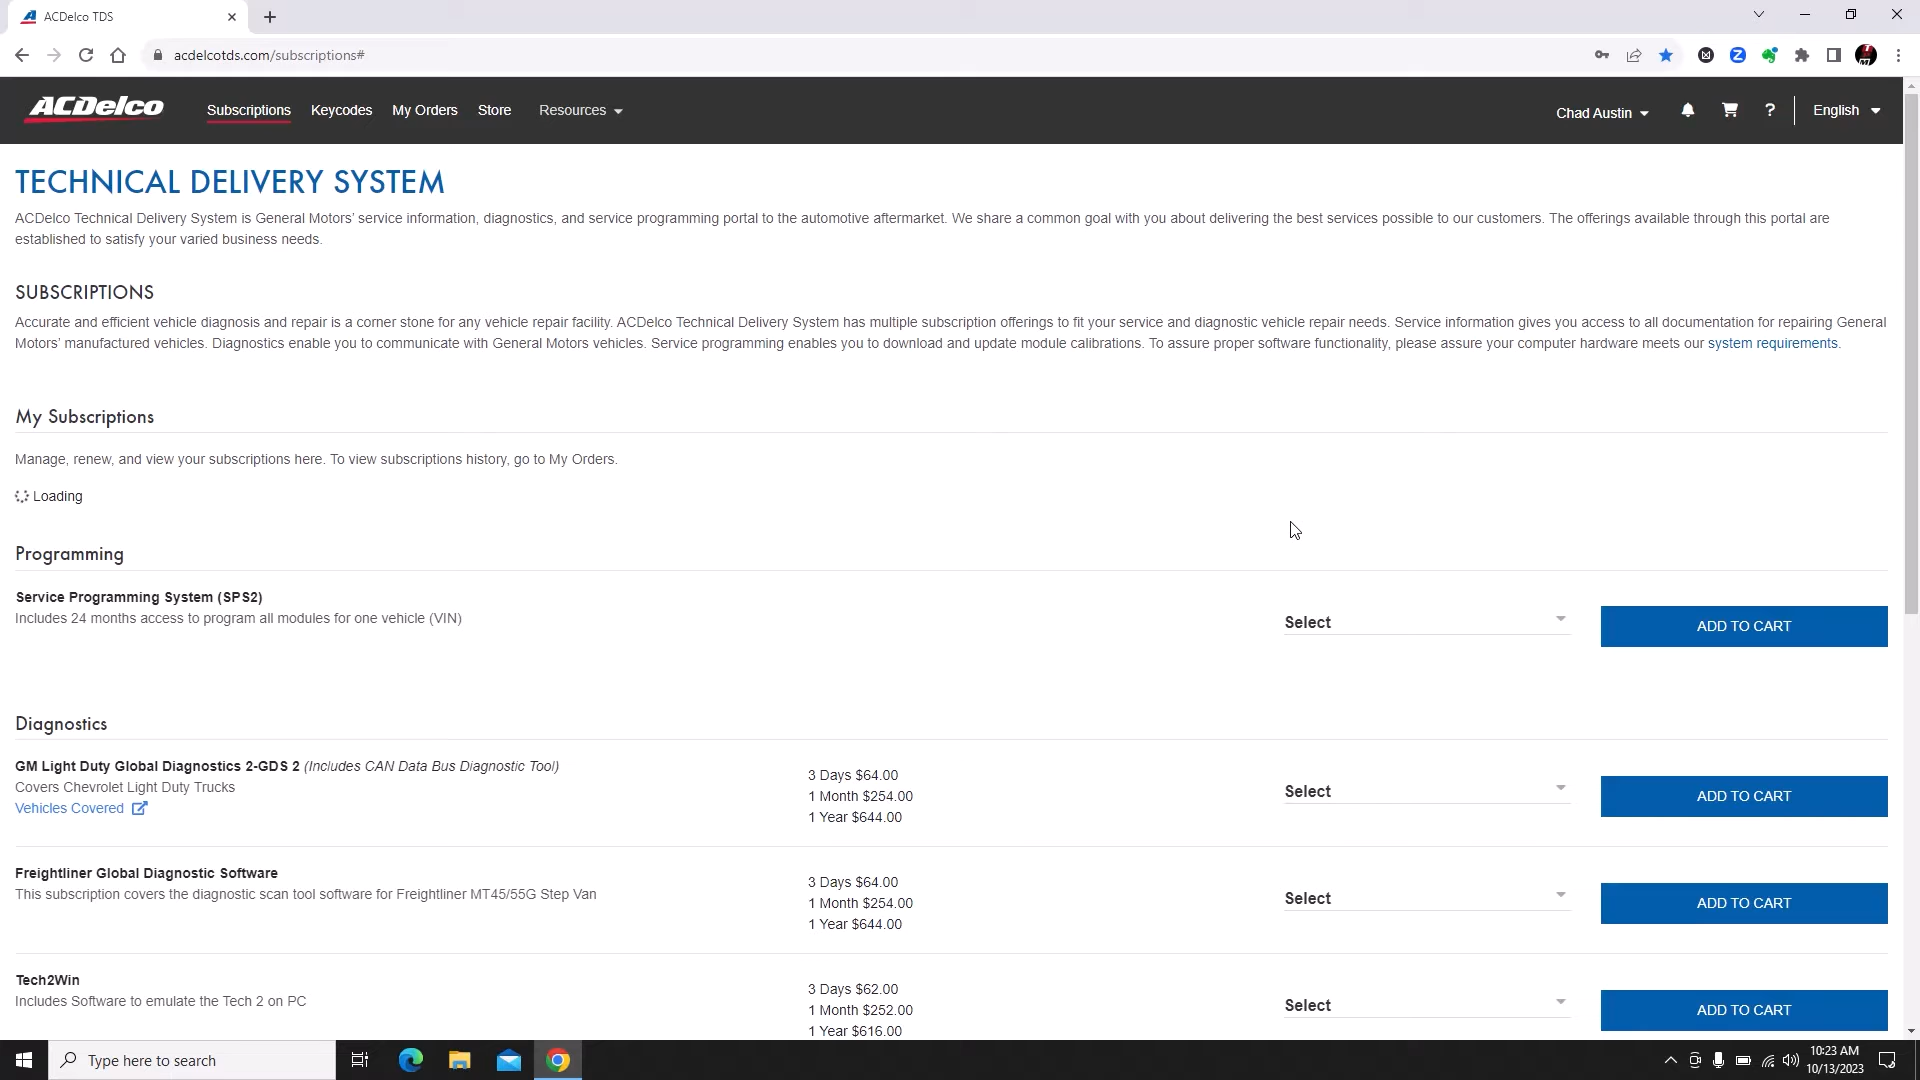 ACDelco TDS
acdelcotds.com/subscriptions#
ACDelco Subscriptions Keycodes My Orders Store Resources Chad Austin ? English
TECHNICAL DELIVERY SYSTEM
ACDelco Technical Delivery System is General Motors' service information, diagnostics, and service programming portal to the automotive aftermarket. We share a common goal with you about delivering the best services possible to our customers. The offerings available through this portal are
established to satisfy your varied business needs.
SUBSCRIPTIONS
Accurate and efficient vehicle diagnosis and repair is a corner stone for any vehicle repair facility. ACDelco Technical Delivery System has multiple subscription offerings to fit your service and diagnostic vehicle repair needs. Service information gives you access to all documentation for repairing General
Motors' manufactured vehicles. Diagnostics enable you to communicate with General Motors vehicles. Service programming enables you to download and update module calibrations. To assure proper software functionality, please assure your computer hardware meets our system requirements.
My Subscriptions
Manage, renew, and view your subscriptions here. To view subscriptions history, go to My Orders.
Loading
Programming
Service Programming System (SPS2)
Includes 24 months access to program all modules for one vehicle (VIN)
Select
ADD TO CART
Diagnostics
GM Light Duty Global Diagnostics 2-GDS 2 (Includes CAN Data Bus Diagnostic Tool)
Covers Chevrolet Light Duty Trucks
Vehicles Covered
3 Days $64.00
1 Month $254.00
1 Year $644.00
Select
ADD TO CART
Freightliner Global Diagnostic Software
This subscription covers the diagnostic scan tool software for Freightliner MT45/55G Step Van
3 Days $64.00
1 Month $254.00
1 Year $644.00
Select
ADD TO CART
Tech2Win
Includes Software to emulate the Tech 2 on PC
3 Days $62.00
1 Month $252.00
1 Year $616.00
Select
ADD TO CART
Type here to search
10:23 AM
10/13/2023